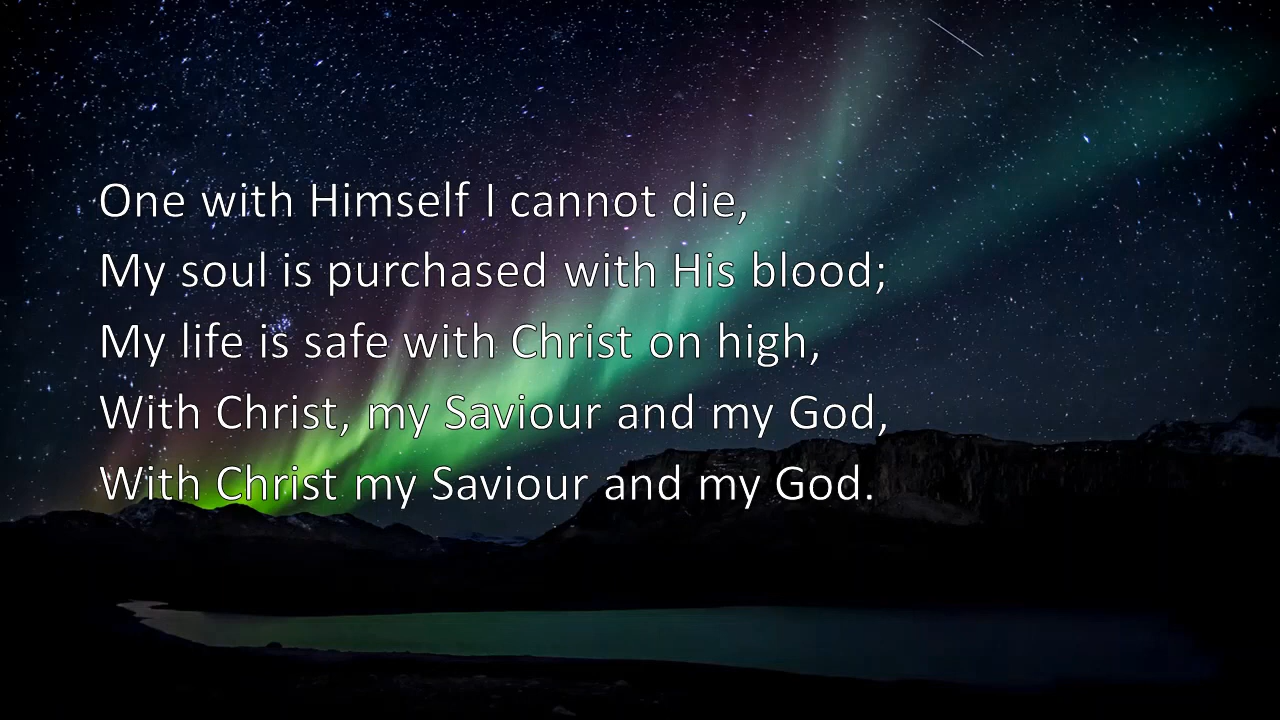 One with Himself I cannot die,
My soul is purchased with His blood;
My life is safe with Christ on high,
With Christ, my Saviour and my God,
With Christ my Saviour and my God.